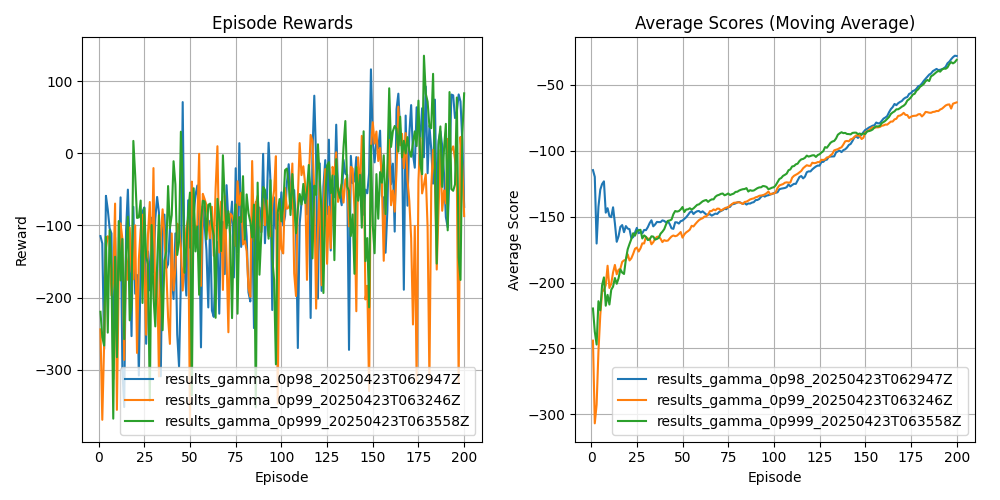 Episode Rewards
Reward
100
0
−100
−200
−300
0
25
50
75
100
125
150
175
200
Episode
results_gamma_0p98_20250423T062947Z
results_gamma_0p99_20250423T063246Z
results_gamma_0p999_20250423T063558Z
Average Scores (Moving Average)
Average Score
−50
−100
−150
−200
−250
−300
0
25
50
75
100
125
150
175
200
Episode
results_gamma_0p98_20250423T062947Z
results_gamma_0p99_20250423T063246Z
results_gamma_0p999_20250423T063558Z